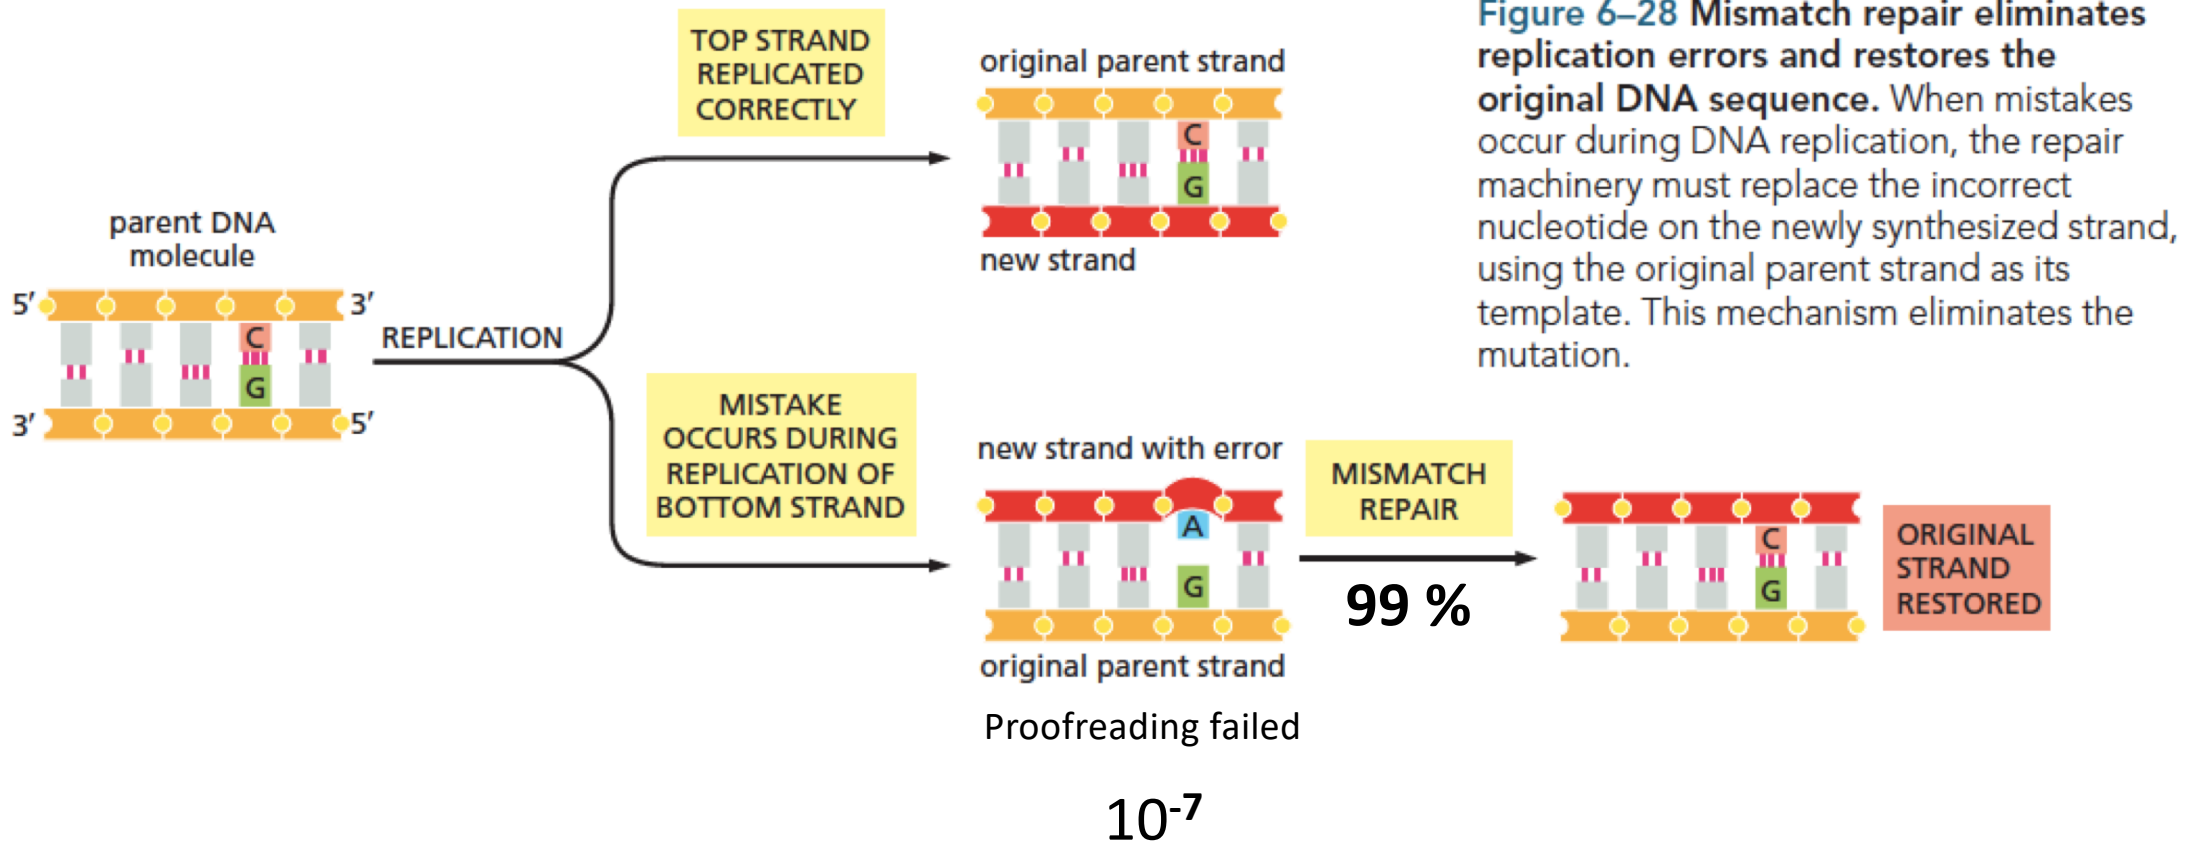 TOP STRAND
REPLICATED
CORRECTLY
original parent strand
C
G
new strand
Figure 6–28 Mismatch repair eliminates
replication errors and restores the
original DNA sequence. When mistakes
occur during DNA replication, the repair
machinery must replace the incorrect
nucleotide on the newly synthesized strand,
using the original parent strand as its
template. This mechanism eliminates the
mutation.
parent DNA
molecule
5′ 3′
C
G
3′ 5′
REPLICATION
MISTAKE
OCCURS DURING
REPLICATION OF
BOTTOM STRAND
new strand with error
A
G
original parent strand
Proofreading failed
10⁻⁷
MISMATCH
REPAIR
99 %
C
G
ORIGINAL
STRAND
RESTORED